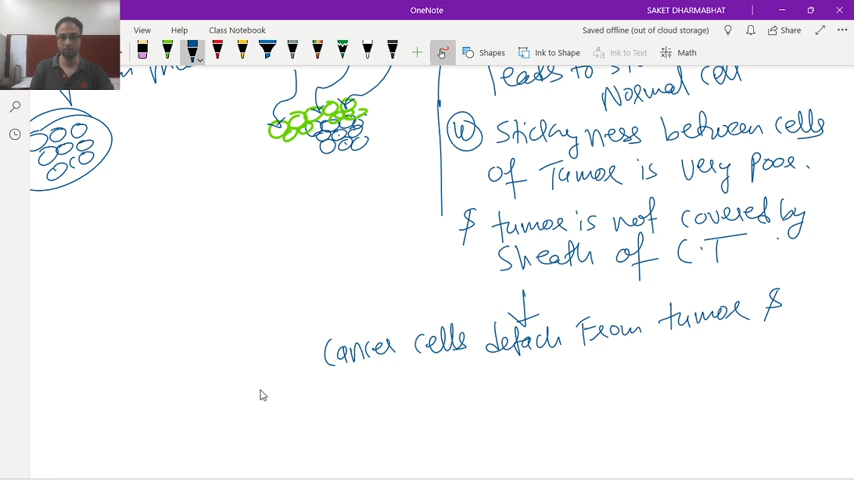 OneNote
SAKET DHARMABHAT
View Help Class Notebook
Saved offline (out of cloud storage)
Share
Shapes
Ink to Shape
Ink to Text
Math
leads to
Normal cell
Stickyness between cells
of Tumor is very poor.
$ tumor is not covered by
Sheath of C.T
↓
Cancer cells detach From tumor $